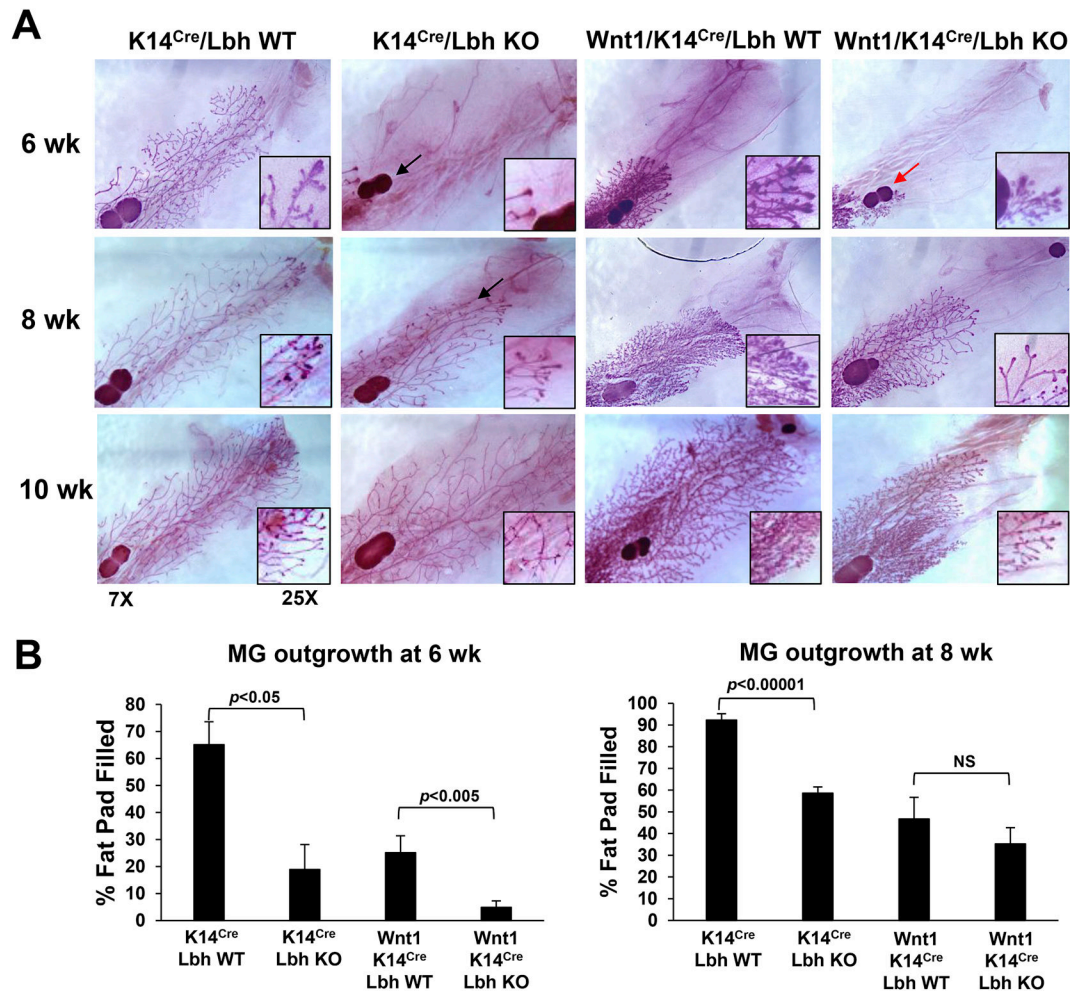 A
K14Cre/Lbh WT
K14Cre/Lbh KO
Wnt1/K14Cre/Lbh WT
Wnt1/K14Cre/Lbh KO
6 wk
8 wk
10 wk
7X
25X
B
MG outgrowth at 6 wk
% Fat Pad Filled
80
70
60
50
40
30
20
10
0
p<0.05
p<0.005
K14Cre
Lbh WT
K14Cre
Lbh KO
Wnt1
K14Cre
Lbh WT
Wnt1
K14Cre
Lbh KO
MG outgrowth at 8 wk
% Fat Pad Filled
100
90
80
70
60
50
40
30
20
10
0
p<0.00001
NS
K14Cre
Lbh WT
K14Cre
Lbh KO
Wnt1
K14Cre
Lbh WT
Wnt1
K14Cre
Lbh KO